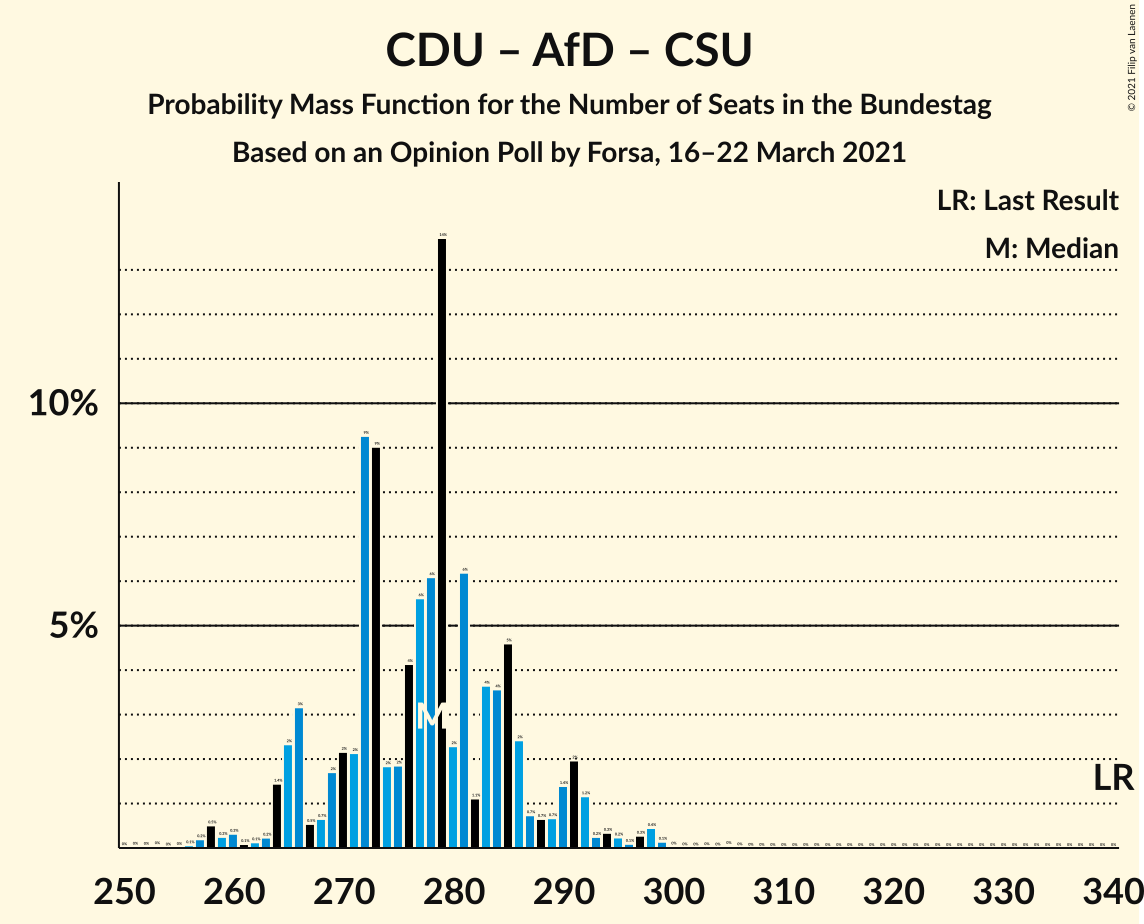 CDU – AfD – CSU
Probability Mass Function for the Number of Seats in the Bundestag
Based on an Opinion Poll by Forsa, 16–22 March 2021
© 2021 Filip van Laenen
LR: Last Result
M: Median
10%
5%
M
LR
250 260 270 280 290 300 310 320 330 340